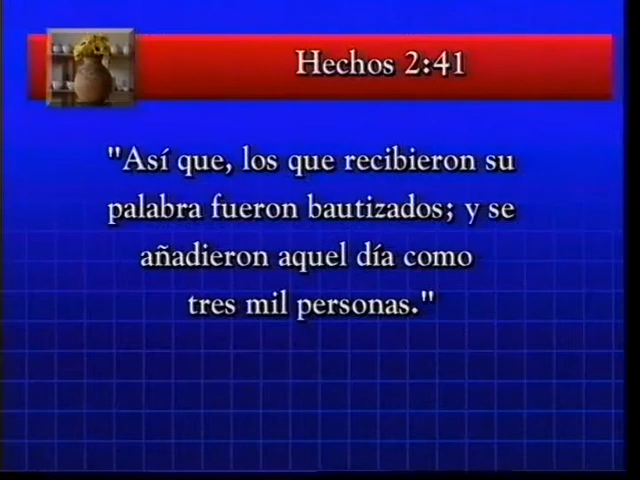 Hechos 2:41
"Así que, los que recibieron su
palabra fueron bautizados; y se
añadieron aquel día como
tres mil personas."